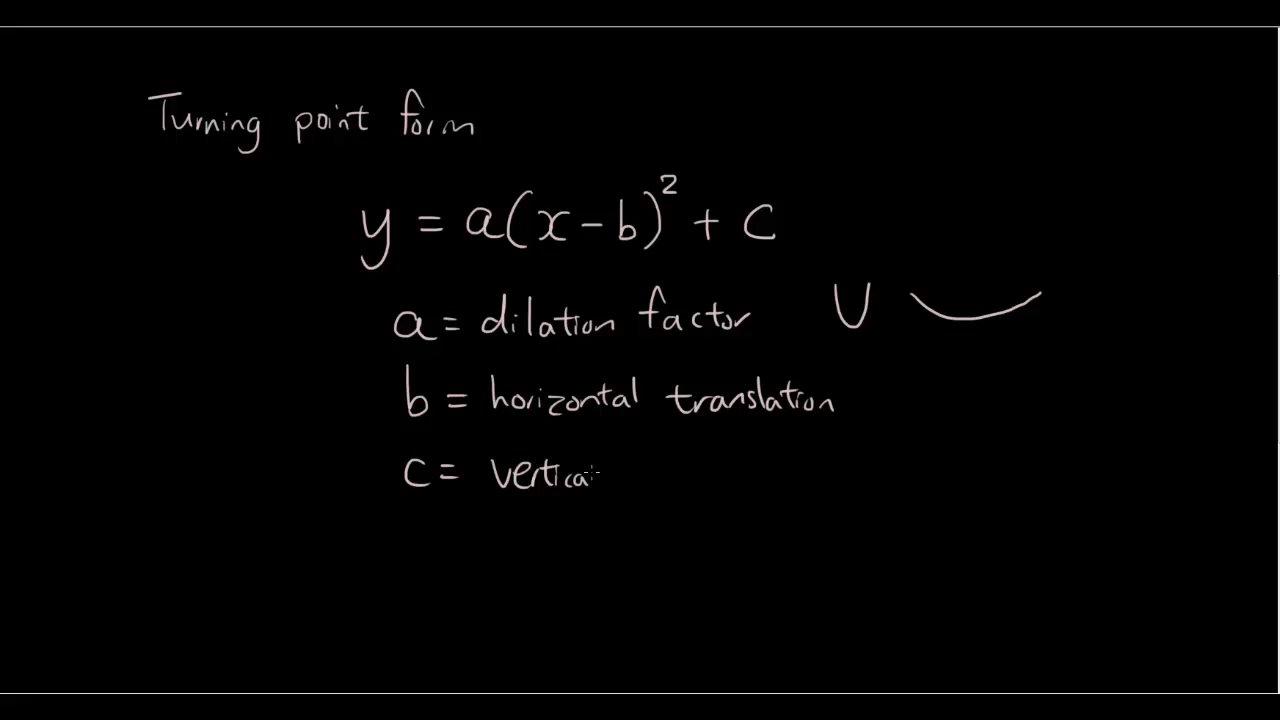 Turning point form
y = a(x-b)² + c
a = dilation factor
b = horizontal translation
c = vertica